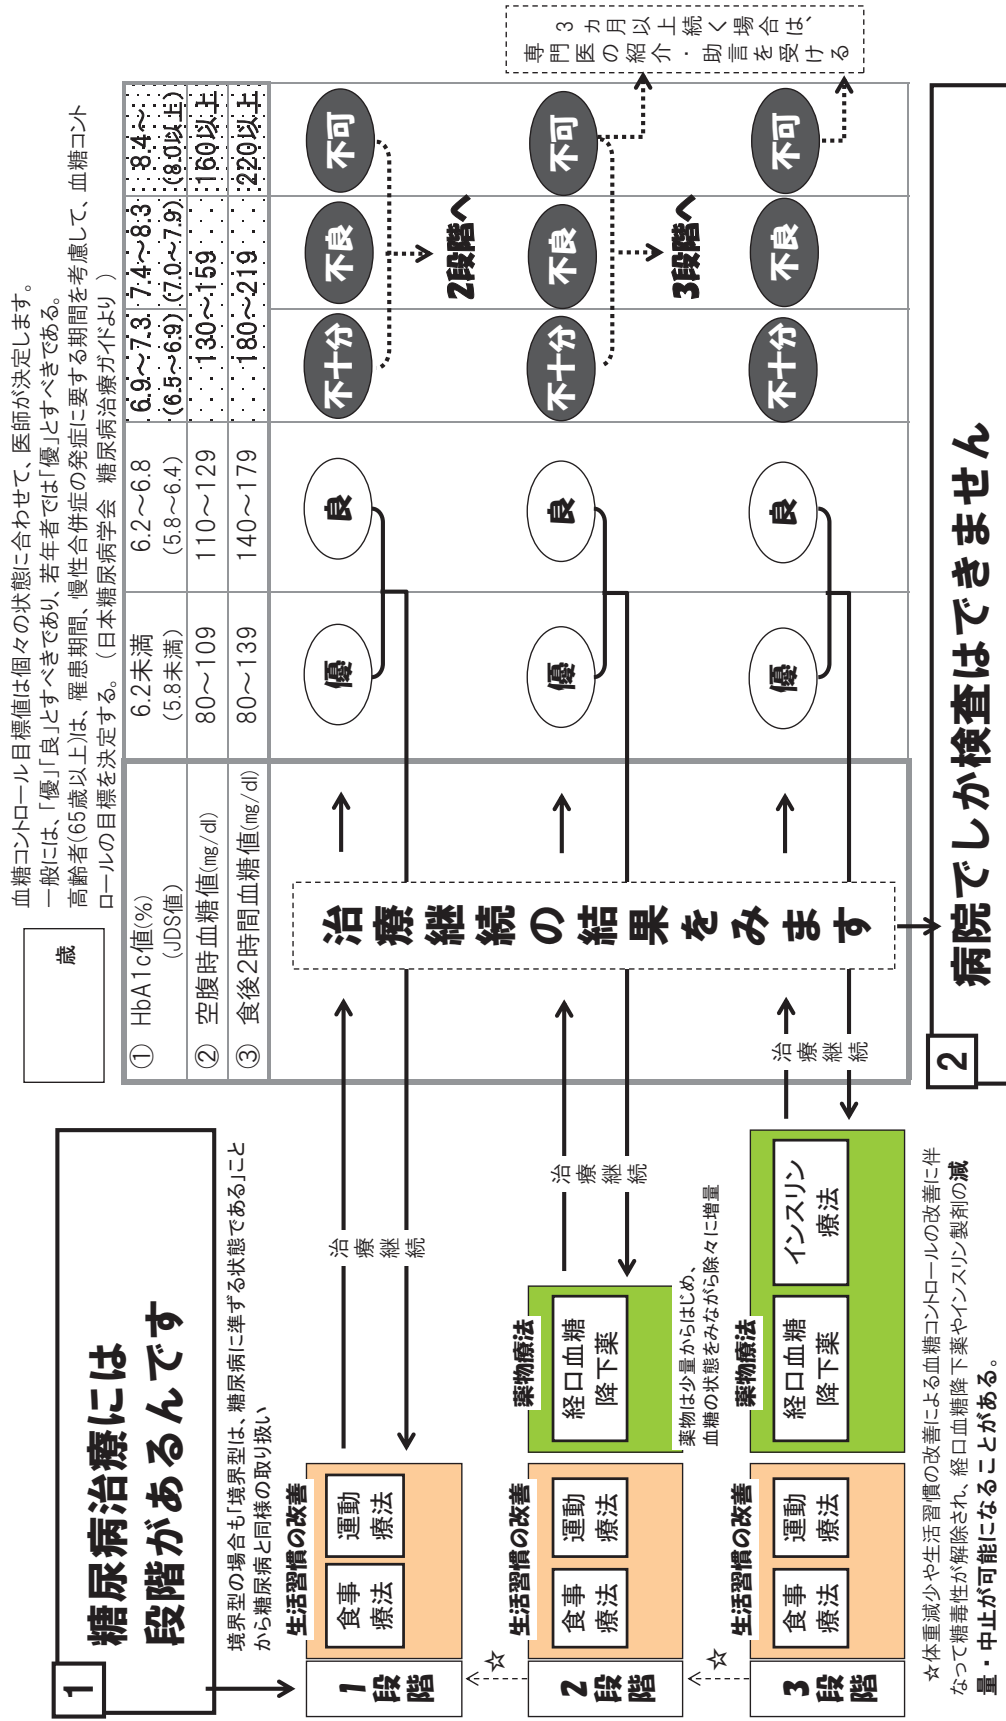 1
糖尿病治療には
段階があるんです
境界型の場合も「境界型は、糖尿病に準ずる状態である」こと
から糖尿病と同様の取り扱い
歳
血糖コントロール目標値は個々の状態に合わせて、医師が決定します。
一般には、「優」「良」とすべきであり、若年者では「優」とすべきである。
高齢者(65歳以上)は、罹患期間、慢性合併症の発症に要する期間を考慮して、血糖コント
ロールの目標を決定する。（日本糖尿病学会 糖尿病治療ガイドより ）
① HbA1c値(%) 6.2未満 6.2～6.8 6.9～7.3 7.4～8.3 8.4～
(JDS値) (5.8未満) (5.8～6.4) (6.5～6.9) (7.0～7.9) (8.0以上)
② 空腹時血糖値(mg/dl) 80～109 110～129 130～159 160以上
③ 食後2時間血糖値(mg/dl) 80～139 140～179 180～219 220以上
1段階
生活習慣の改善
食事療法
運動療法
治療継続
優 良 不十分 不良 不可
2段階へ
☆
2段階
生活習慣の改善
食事療法
運動療法
薬物療法
経口血糖降下薬
治療継続
優 良 不十分 不良 不可
3段階へ
3カ月以上続く場合は、
専門医の紹介・助言を受ける
薬物は少量からはじめ、
血糖の状態をみながら除々に増量
☆
3段階
生活習慣の改善
食事療法
運動療法
薬物療法
経口血糖降下薬
インスリン療法
治療継続
優 良 不十分 不良 不可
治療継続の結果をみます
☆体重減少や生活習慣の改善による血糖コントロールの改善に伴
なって糖毒性が解除され、経口血糖降下薬やインスリン製剤の減
量・中止が可能になることがある。
2
病院でしか検査はできません